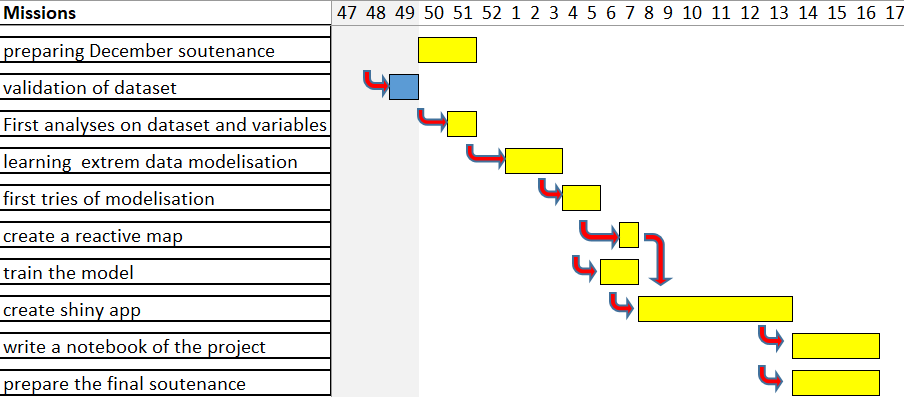 Missions 47 48 49 50 51 52 1 2 3 4 5 6 7 8 9 10 11 12 13 14 15 16 17
preparing December soutenance
validation of dataset
First analyses on dataset and variables
learning extrem data modelisation
first tries of modelisation
create a reactive map
train the model
create shiny app
write a notebook of the project
prepare the final soutenance